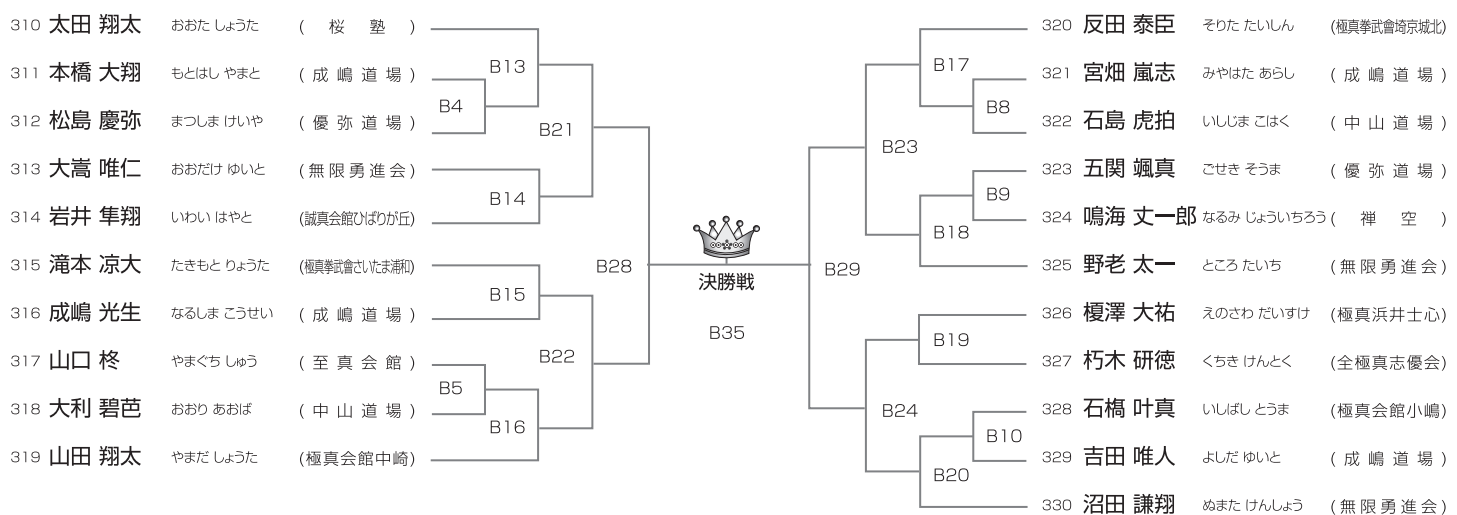 310 太田 翔太 おおた しょうた (桜塾)
311 本橋 大翔 もとはし やまと (成嶋道場)
312 松島 慶弥 まつしま けいや (優弥道場)
313 大嵩 唯仁 おおだけ ゆいと (無限勇進会)
314 岩井 隼翔 いわい はやと (誠真会館ひばりが丘)
315 滝本 凉大 たきもと りょうた (極真拳武會さいたま浦和)
316 成嶋 光生 なるしま こうせい (成嶋道場)
317 山口 柊 やまぐち しゅう (至真会館)
318 大利 碧芭 おおり あおば (中山道場)
319 山田 翔太 やまだ しょうた (極真会館中崎)
B13
B4
B21
B14
B28
B15
B22
B5
B16
決勝戦
B35
B17
B8
B23
B9
B18
B29
B19
B24
B10
B20
320 反田 泰臣 そりた たいしん (極真拳武會埼京城北)
321 宮畑 嵐志 みやはた あらし (成嶋道場)
322 石島 虎拍 いしじま こはく (中山道場)
323 五関 颯真 ごせき そうま (優弥道場)
324 鳴海 丈一郎 なるみ じょういちろう (禅空)
325 野老 太一 ところ たいち (無限勇進会)
326 榎澤 大祐 えのさわ だいすけ (極真浜井士心)
327 朽木 研徳 くちき けんとく (全極真志優会)
328 石橋 叶真 いしばし とうま (極真会館小嶋)
329 吉田 唯人 よしだ ゆいと (成嶋道場)
330 沼田 謙翔 ぬまた けんしょう (無限勇進会)